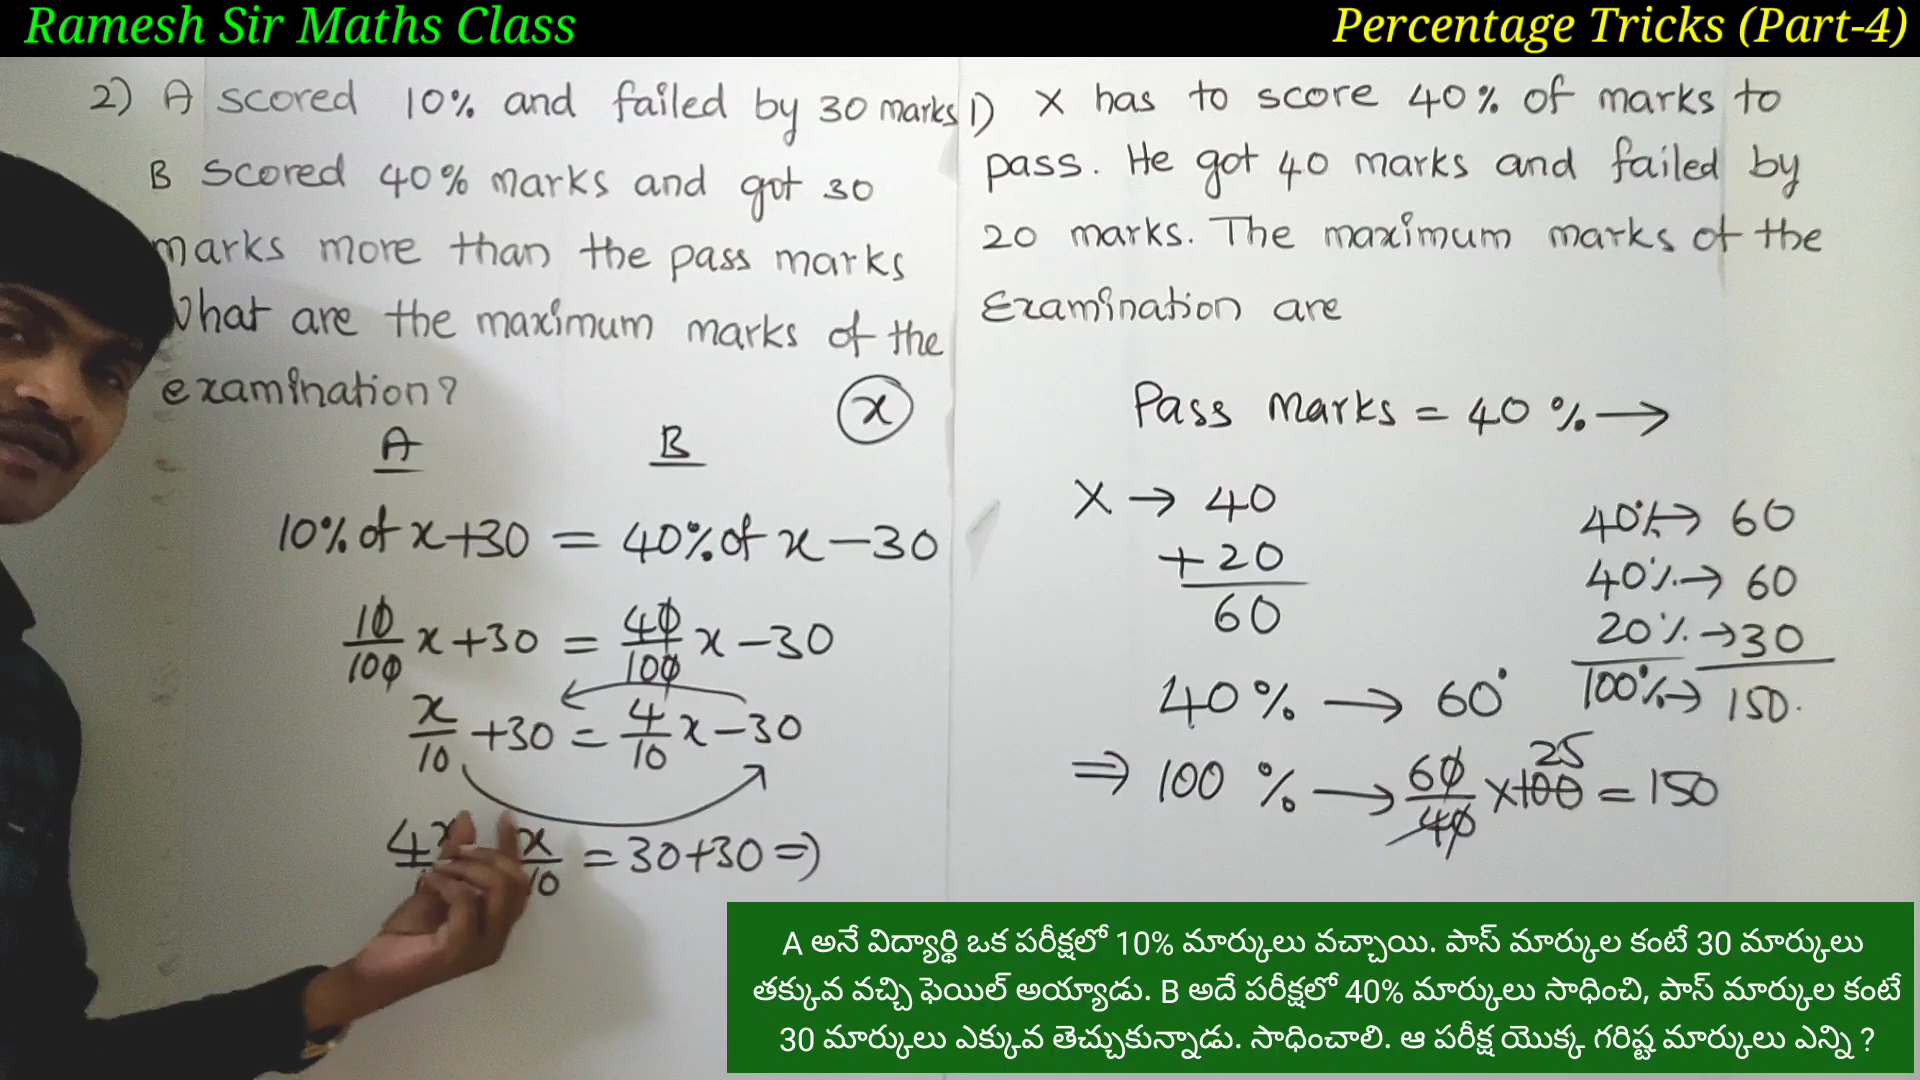 Ramesh Sir Maths Class
Percentage Tricks (Part-4)
2) A scored 10% and failed by 30 marks
B scored 40% marks and got 30
marks more than the pass marks
What are the maximum marks of the
examination?
x
A B
10% of x+30 = 40% of x-30
10/100 x+30 = 40/100 x-30
x/10 +30 = 4/10 x-30
x/10 = 30+30 =>
1) X has to score 40% of marks to
pass. He got 40 marks and failed by
20 marks. The maximum marks of the
Examination are
Pass marks = 40% →
X → 40
+20
60
40% → 60
=> 100 % → 60/40 x100 = 150
25
40% → 60
40% → 60
20% → 30
100% → 150.
A అనే విద్యార్థి ఒక పరీక్షలో 10% మార్కులు వచ్చాయి. పాస్ మార్కుల కంటే 30 మార్కులు
తక్కువ వచ్చి ఫెయిల్ అయ్యాడు. B అదే పరీక్షలో 40% మార్కులు సాధించి, పాస్ మార్కుల కంటే
30 మార్కులు ఎక్కువ తెచ్చుకున్నాడు. సాధించాలి. ఆ పరీక్ష యొక్క గరిష్ట మార్కులు ఎన్ని ?